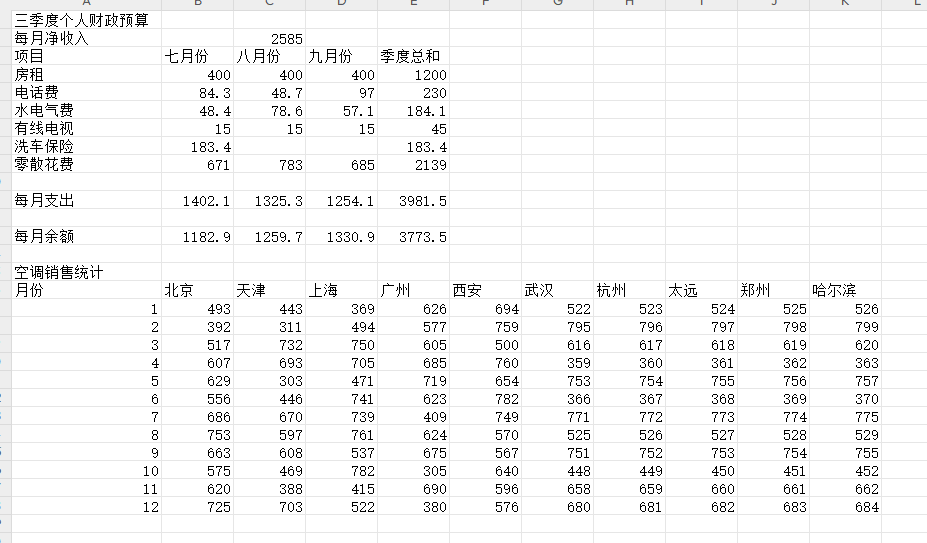 A B C D E F G H I J K L
三季度个人财政预算
每月净收入 2585
项目 七月份 八月份 九月份 季度总和
房租 400 400 400 1200
电话费 84.3 48.7 97 230
水电气费 48.4 78.6 57.1 184.1
有线电视 15 15 15 45
洗车保险 183.4 183.4
零散花费 671 783 685 2139
每月支出 1402.1 1325.3 1254.1 3981.5
每月余额 1182.9 1259.7 1330.9 3773.5
空调销售统计
月份 北京 天津 上海 广州 西安 武汉 杭州 太远 郑州 哈尔滨
1 493 443 369 626 694 522 523 524 525 526
2 392 311 494 577 759 795 796 797 798 799
3 517 732 750 605 500 616 617 618 619 620
4 607 693 705 685 760 359 360 361 362 363
5 629 303 471 719 654 753 754 755 756 757
6 556 446 741 623 782 366 367 368 369 370
7 686 670 739 409 749 771 772 773 774 775
8 753 597 761 624 570 525 526 527 528 529
9 663 608 537 675 567 751 752 753 754 755
10 575 469 782 305 640 448 449 450 451 452
11 620 388 415 690 596 658 659 660 661 662
12 725 703 522 380 576 680 681 682 683 684